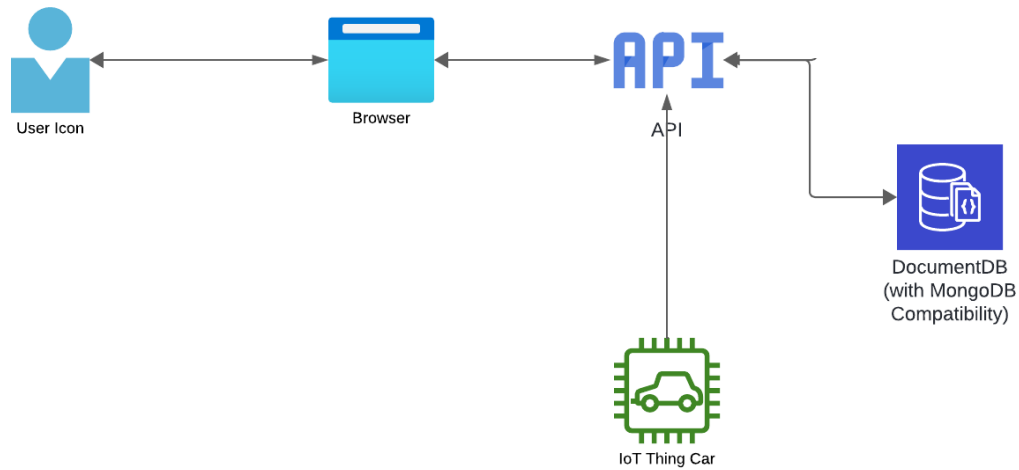 API
User Icon
Browser
API
DocumentDB
(with MongoDB
Compatibility)
IoT Thing Car